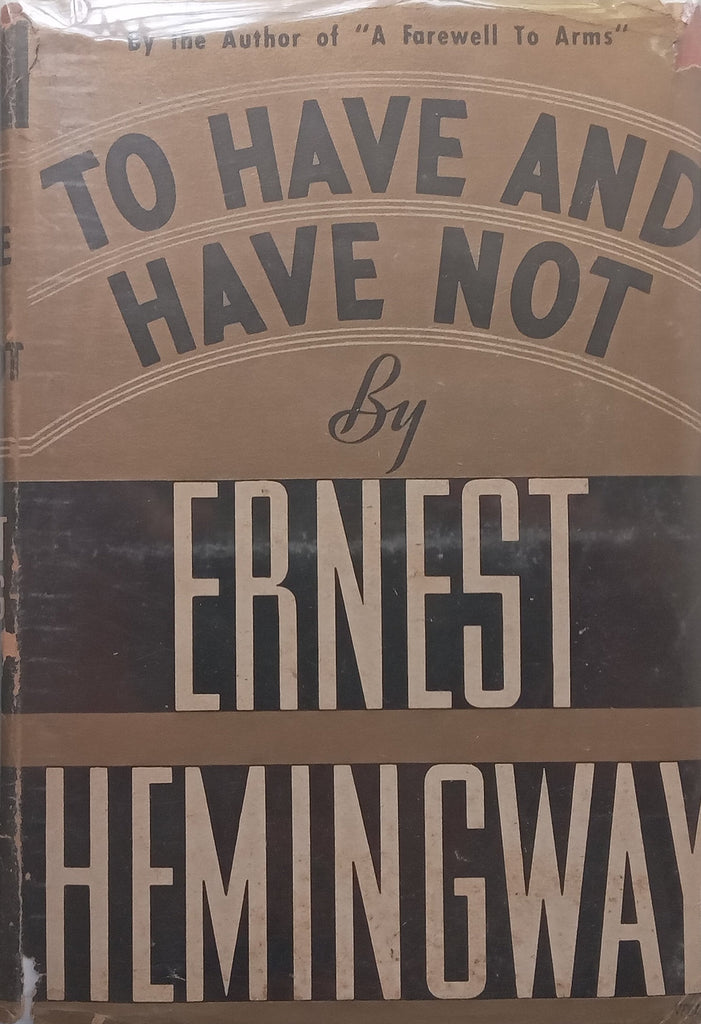 By the Author of "A Farewell To Arms"
TO HAVE AND
HAVE NOT
By
ERNEST
HEMINGWAY